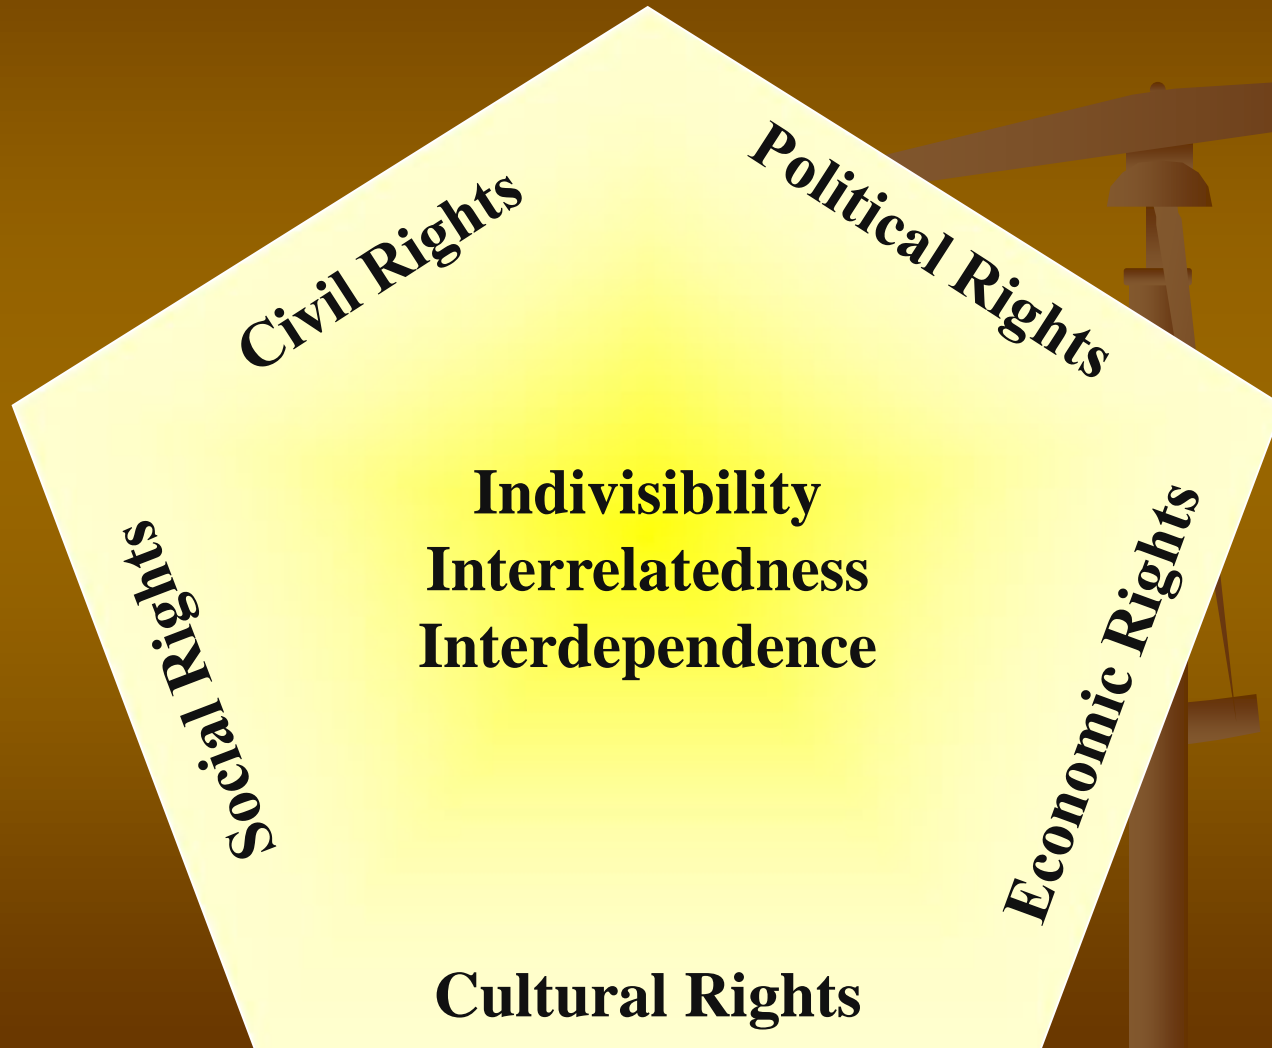 Civil Rights
Political Rights
Indivisibility
Interrelatedness
Interdependence
Social Rights
Economic Rights
Cultural Rights